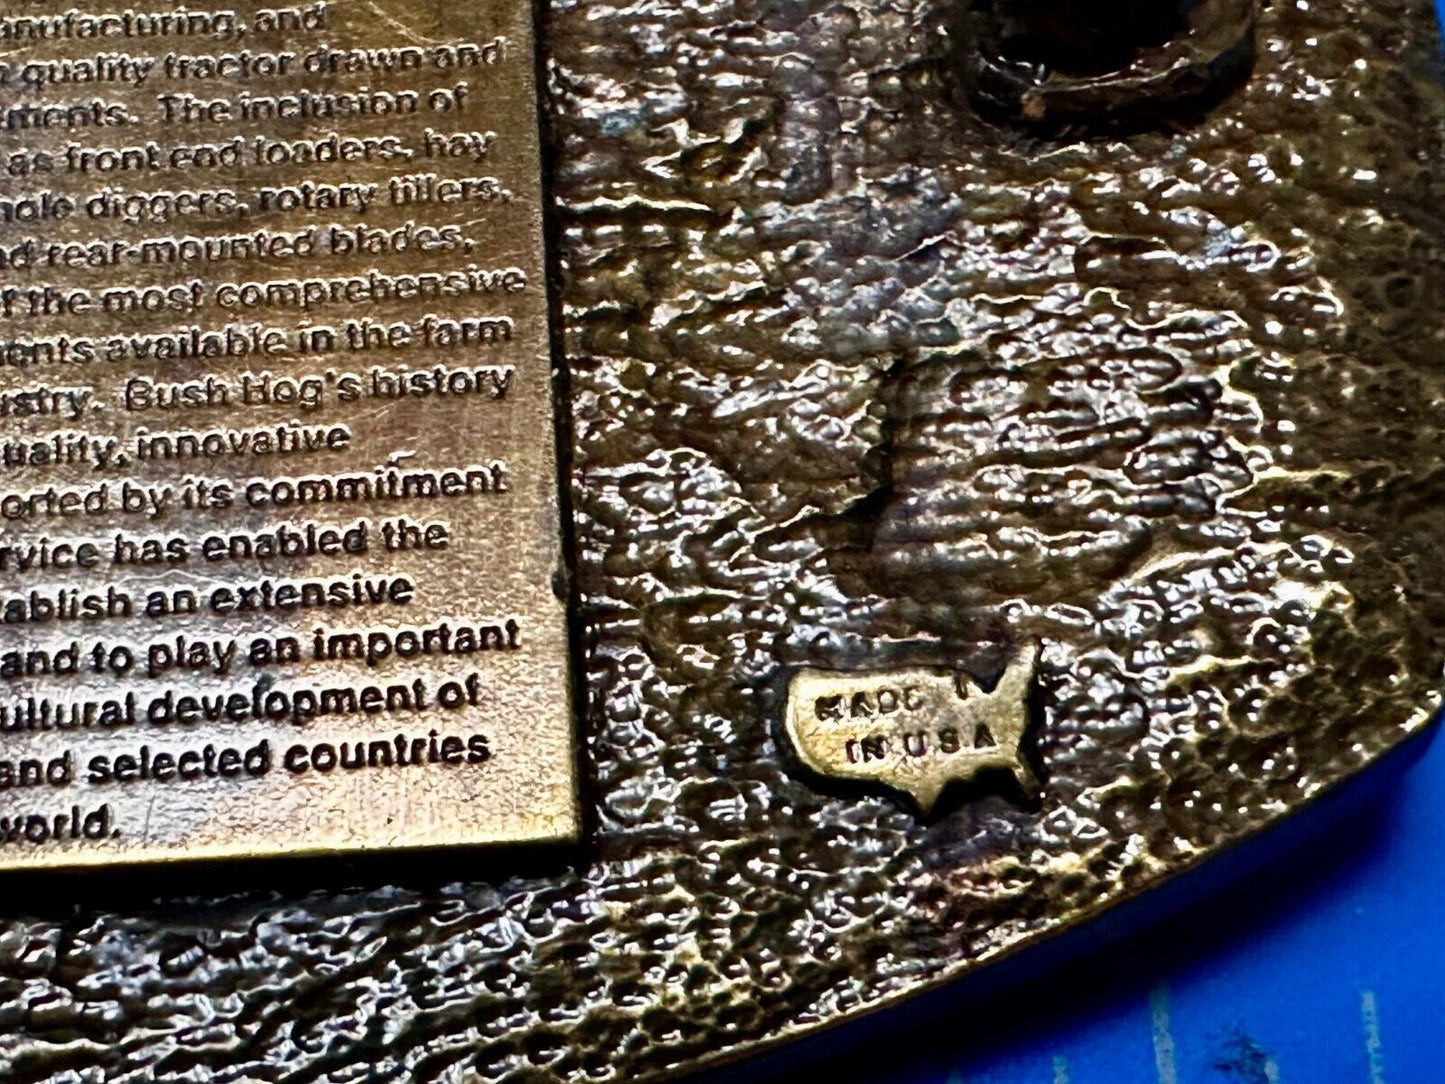 anufacturing, and
quality tractor drawn and
ments. The inclusion of
as front end loaders, hay
hole diggers, rotary tillers,
nd rear-mounted blades,
f the most comprehensive
ents available in the farm
ustry. Bush Hog's history
uality, innovative
orted by its commitment
rvice has enabled the
tablish an extensive
and to play an important
ultural development of
and selected countries
world.
MADE
IN USA